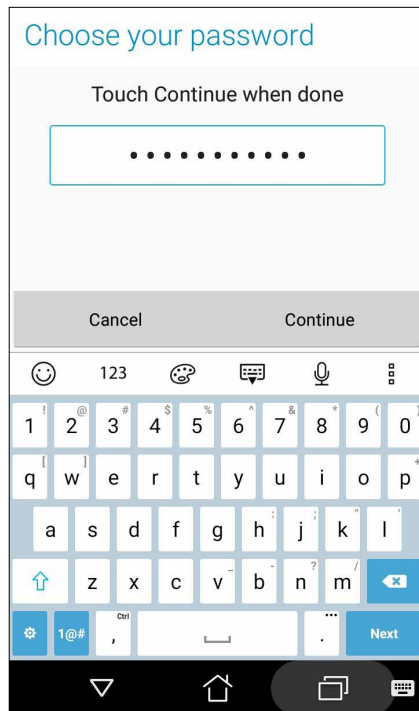 Choose your password
Touch Continue when done
• • • • • • • • • • •
Cancel Continue
123
! @ # $ % ^ & * ( )
1 2 3 4 5 6 7 8 9 0
[ ] +
q w e r t y u i o p
: ; " '
a s d f g h j k l
_ - ? /
z x c v b n m
Ctrl ...
1@# , . Next